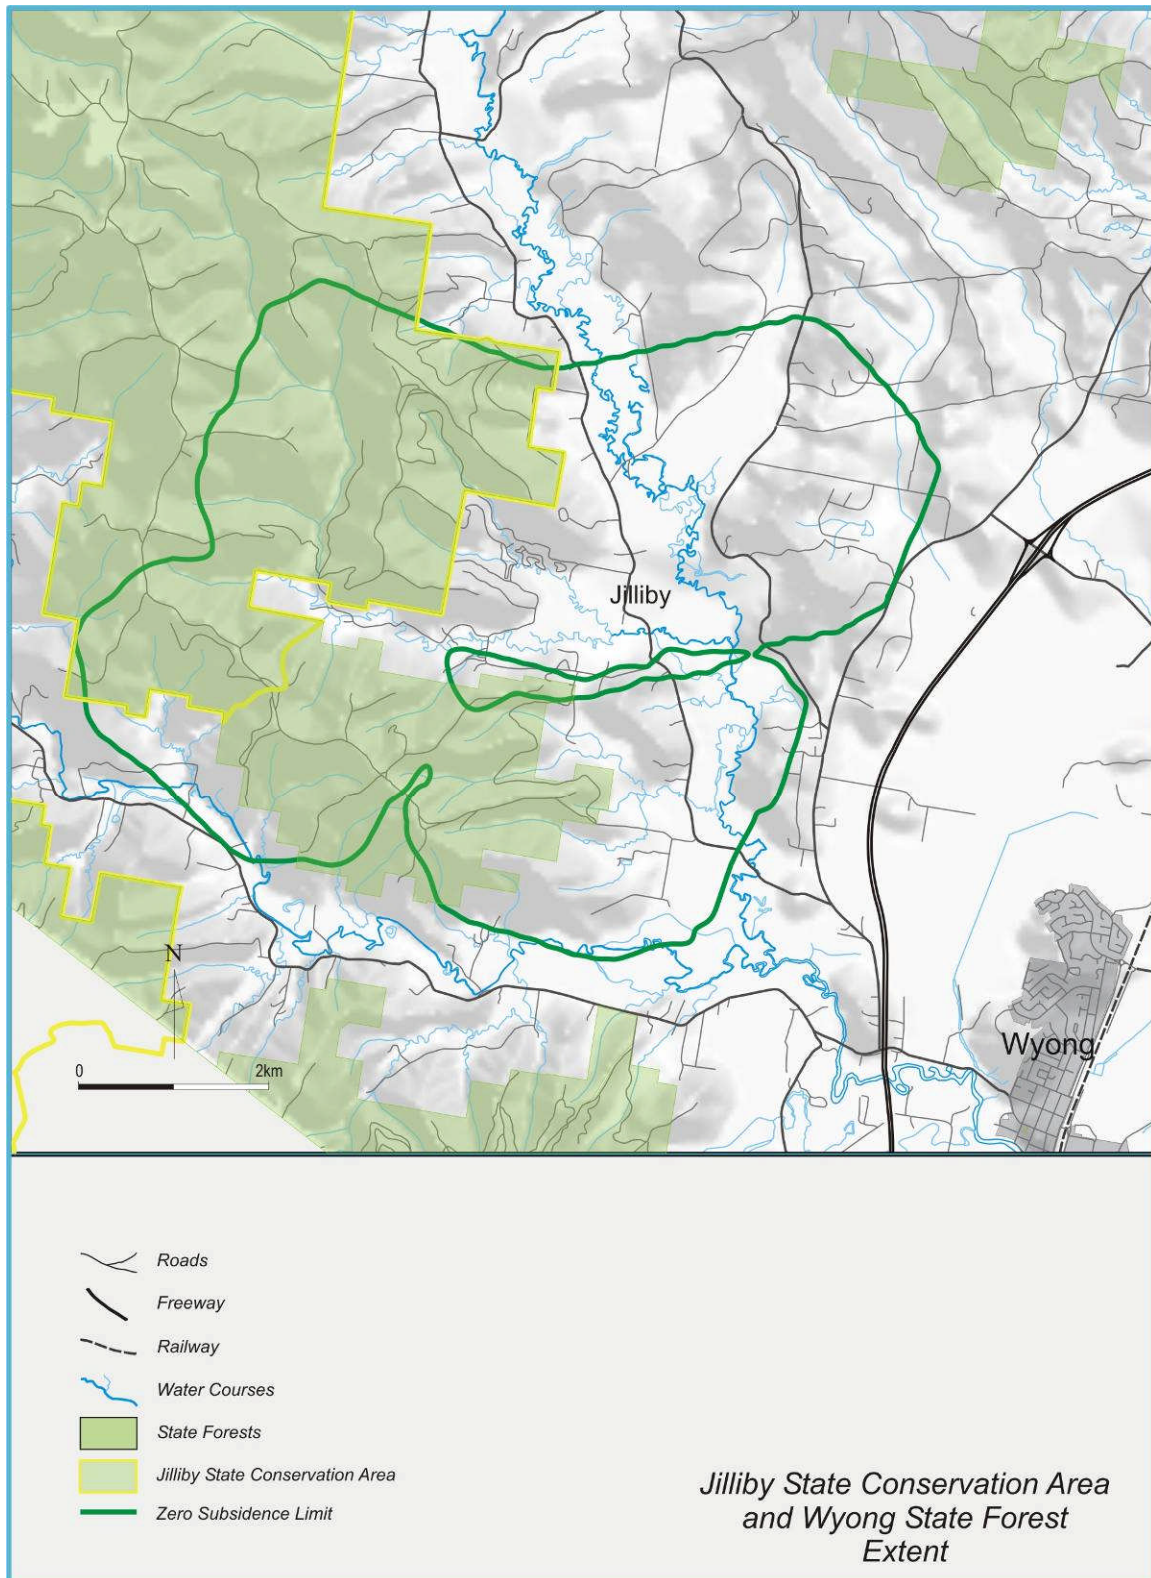 Jilliby
N
0
2km
Wyong
Roads
Freeway
Railway
Water Courses
State Forests
Jilliby State Conservation Area
Zero Subsidence Limit
Jilliby State Conservation Area
and Wyong State Forest
Extent